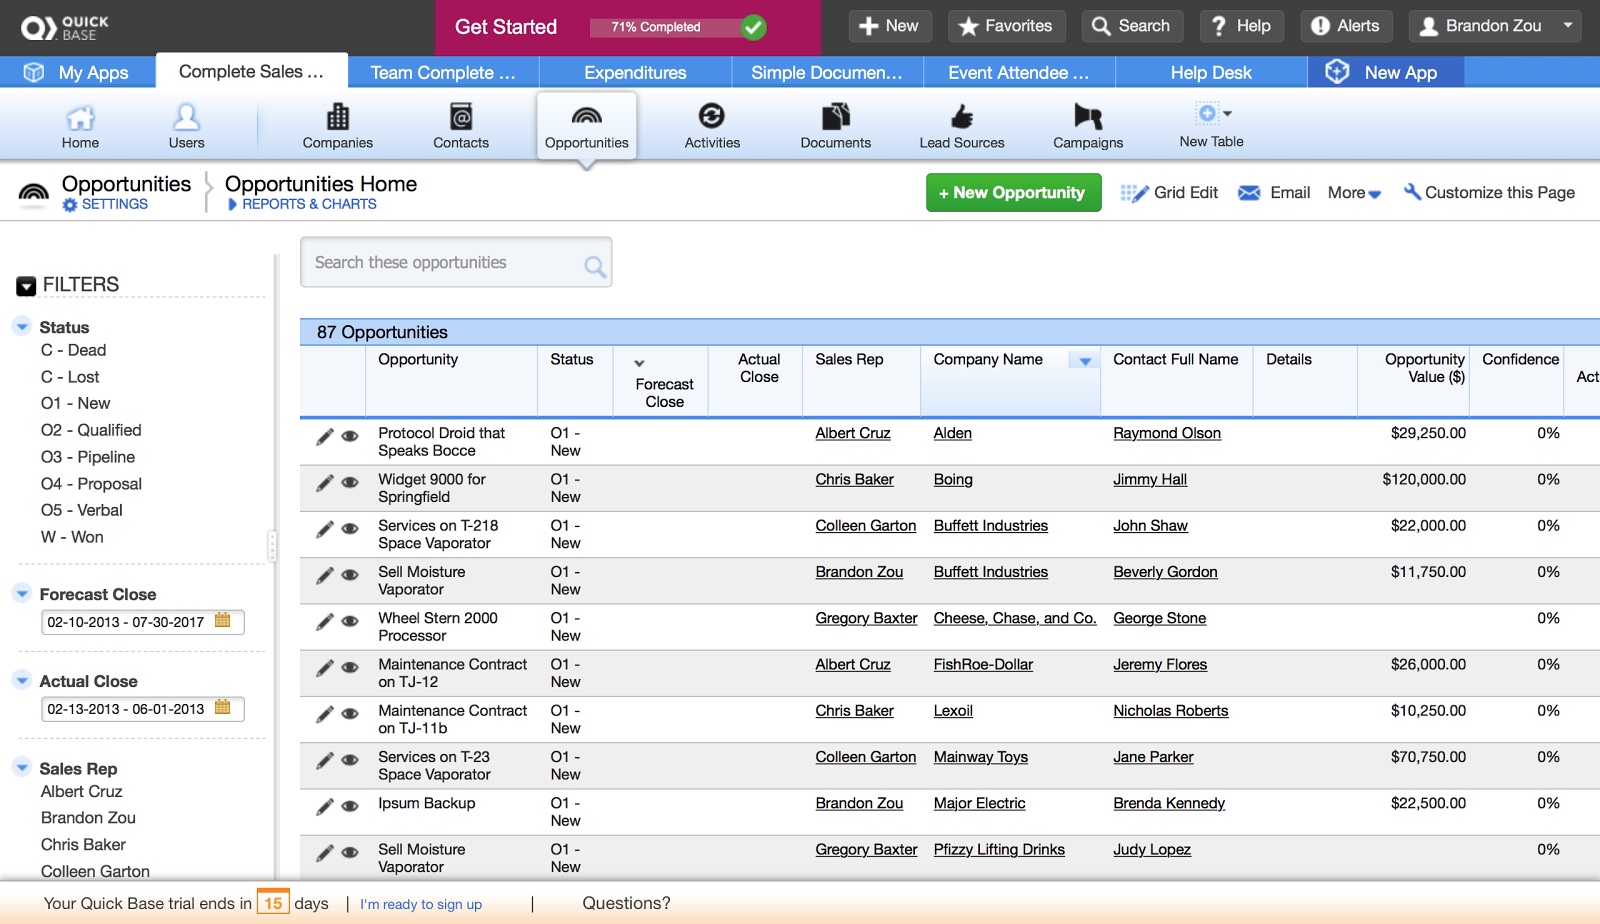 QUICK
BASE
Get Started 71% Completed
New Favorites Search ? Help Alerts Brandon Zou
My Apps Complete Sales ... Team Complete ... Expenditures Simple Documen... Event Attendee ... Help Desk New App
Home Users Companies Contacts Opportunities Activities Documents Lead Sources Campaigns New Table
Opportunities Opportunities Home
SETTINGS REPORTS & CHARTS
+ New Opportunity Grid Edit Email More Customize this Page
Search these opportunities
FILTERS
Status
C - Dead
C - Lost
O1 - New
O2 - Qualified
O3 - Pipeline
O4 - Proposal
O5 - Verbal
W - Won
Forecast Close
02-10-2013 - 07-30-2017
Actual Close
02-13-2013 - 06-01-2013
Sales Rep
Albert Cruz
Brandon Zou
Chris Baker
Colleen Garton
87 Opportunities
Opportunity Status Forecast Close Actual Close Sales Rep Company Name Contact Full Name Details Opportunity Value ($) Confidence Act
Protocol Droid that Speaks Bocce O1 - New Albert Cruz Alden Raymond Olson $29,250.00 0%
Widget 9000 for Springfield O1 - New Chris Baker Boing Jimmy Hall $120,000.00 0%
Services on T-218 Space Vaporator O1 - New Colleen Garton Buffett Industries John Shaw $22,000.00 0%
Sell Moisture Vaporator O1 - New Brandon Zou Buffett Industries Beverly Gordon $11,750.00 0%
Wheel Stern 2000 Processor O1 - New Gregory Baxter Cheese, Chase, and Co. George Stone 0%
Maintenance Contract on TJ-12 O1 - New Albert Cruz FishRoe-Dollar Jeremy Flores $26,000.00 0%
Maintenance Contract on TJ-11b O1 - New Chris Baker Lexoil Nicholas Roberts $10,250.00 0%
Services on T-23 Space Vaporator O1 - New Colleen Garton Mainway Toys Jane Parker $70,750.00 0%
Ipsum Backup O1 - New Brandon Zou Major Electric Brenda Kennedy $22,500.00 0%
Sell Moisture Vaporator O1 - New Gregory Baxter Pfizzy Lifting Drinks Judy Lopez 0%
Your Quick Base trial ends in 15 days | I'm ready to sign up | Questions?